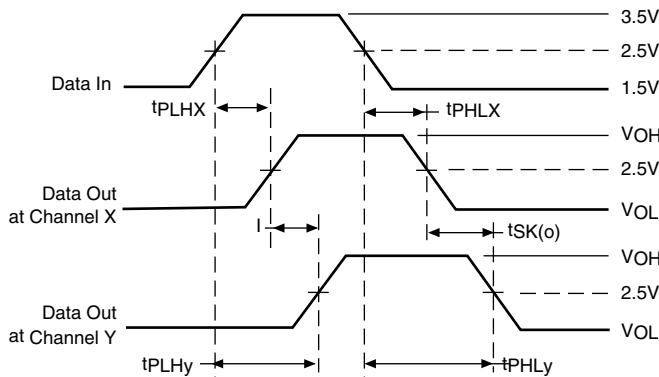 3.5V
2.5V
Data In
1.5V
tPLHX
tPHLX
VOH
2.5V
Data Out
at Channel X
VOL
I
tSK(o)
VOH
Data Out
at Channel Y
2.5V
VOL
tPLHy
tPHLy